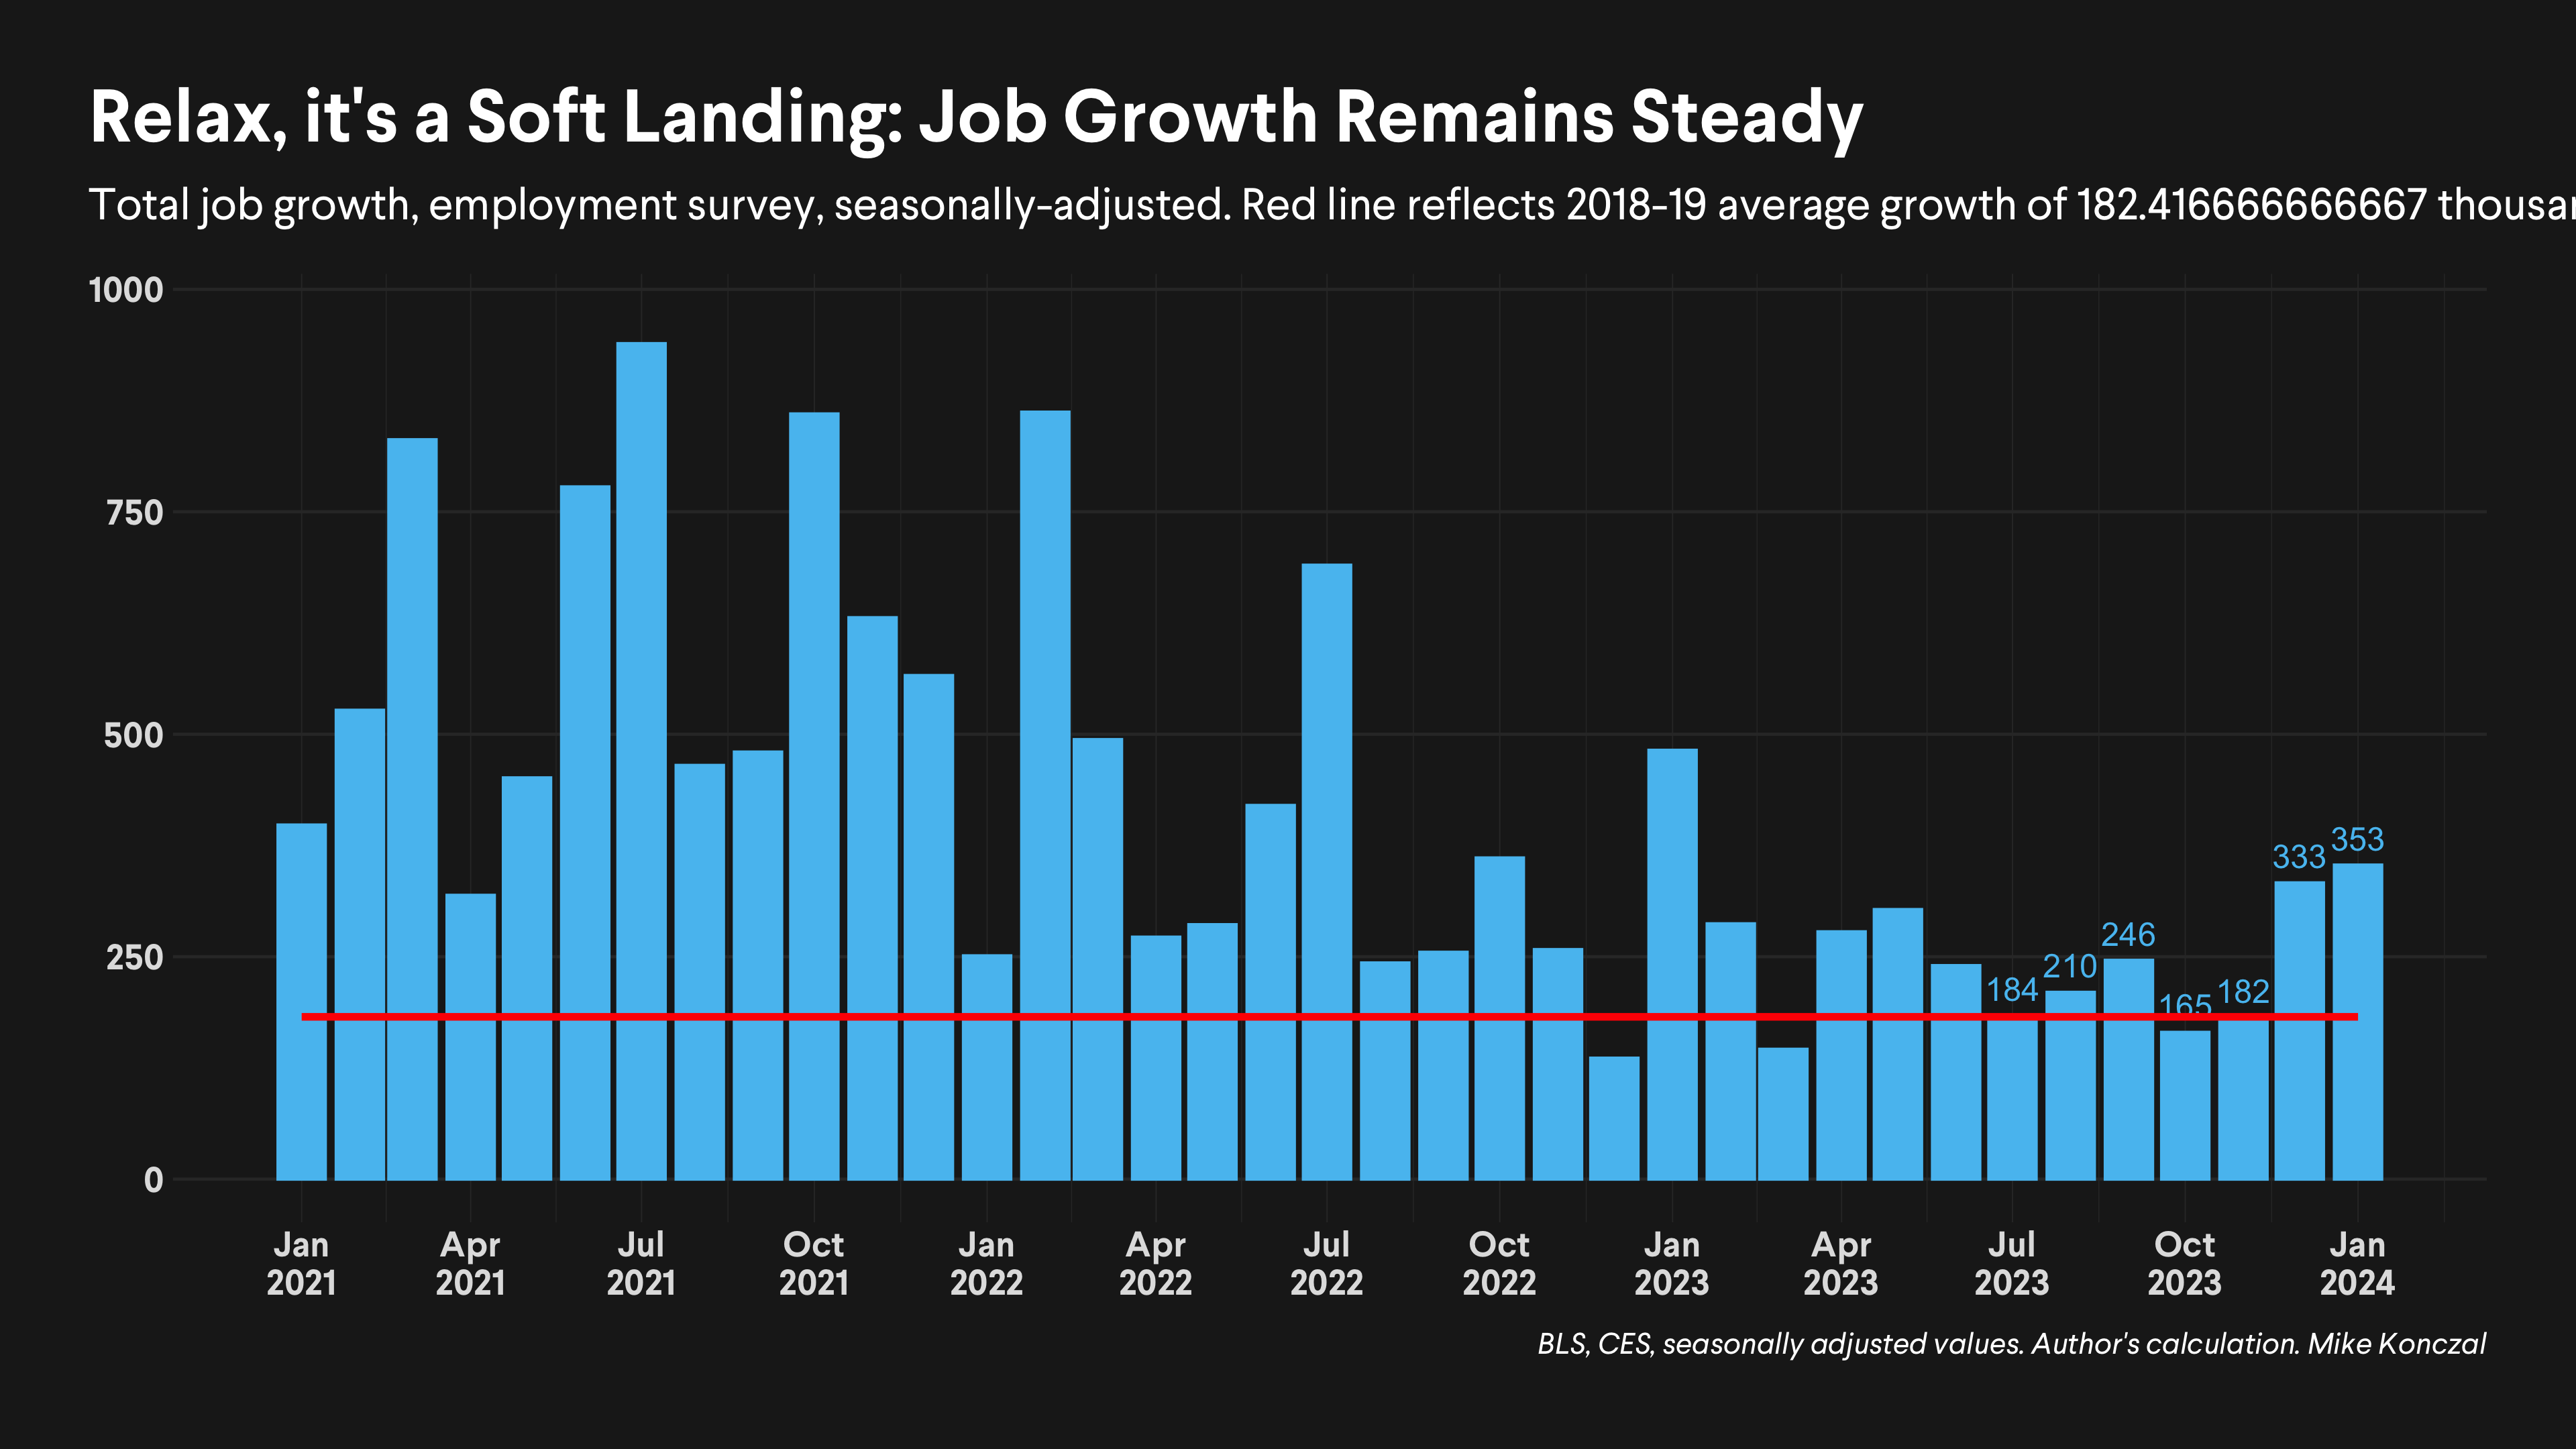 Relax, it's a Soft Landing: Job Growth Remains Steady
Total job growth, employment survey, seasonally-adjusted. Red line reflects 2018-19 average growth of 182.416666666667
1000
750
500
250
0
353
333
246
210
184
182
165
Jan Apr Jul Oct Jan Apr Jul Oct Jan Apr Jul Oct Jan
2021 2021 2021 2021 2022 2022 2022 2022 2023 2023 2023 2023 2024
BLS, CES, seasonally adjusted values. Author's calculation. Mike Konczal